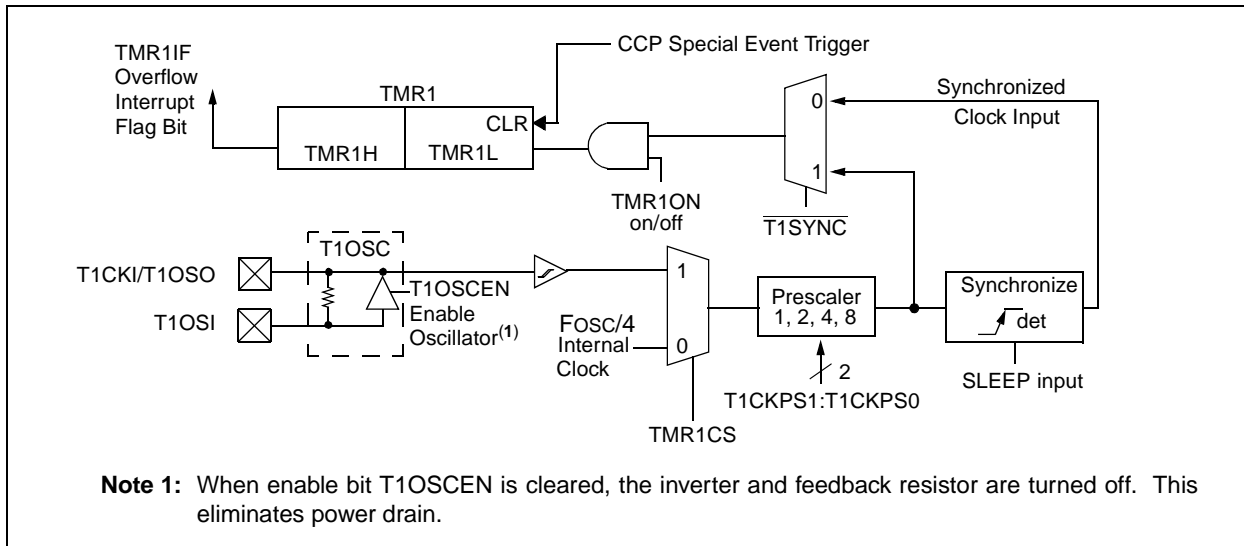 TMR1IF
Overflow
Interrupt
Flag Bit
CCP Special Event Trigger
TMR1
CLR
TMR1H
TMR1L
TMR1ON
on/off
0
1
T1SYNC
Synchronized
Clock Input
T1OSC
T1CKI/T1OSO
T1OSI
T1OSCEN
Enable
Oscillator(1)
FOSC/4
Internal
Clock
1
0
TMR1CS
Prescaler
1, 2, 4, 8
2
T1CKPS1:T1CKPS0
Synchronize
det
SLEEP input
Note 1: When enable bit T1OSCEN is cleared, the inverter and feedback resistor are turned off. This
eliminates power drain.